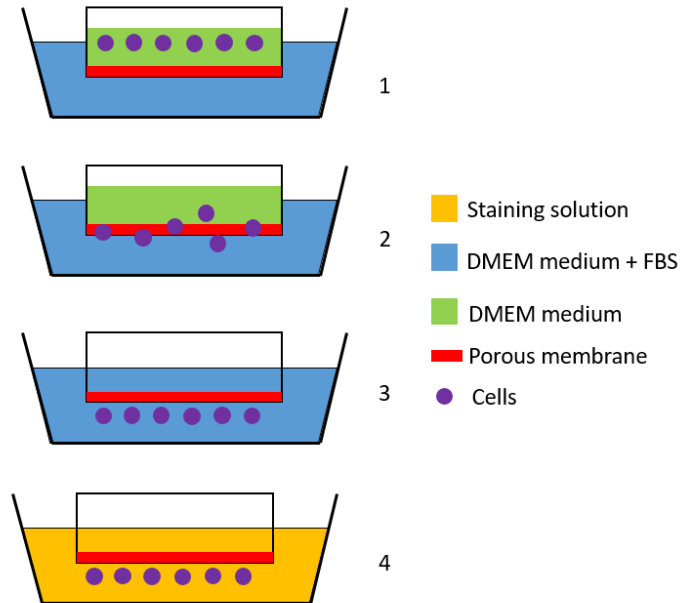 1
2
3
4
Staining solution
DMEM medium + FBS
DMEM medium
Porous membrane
Cells